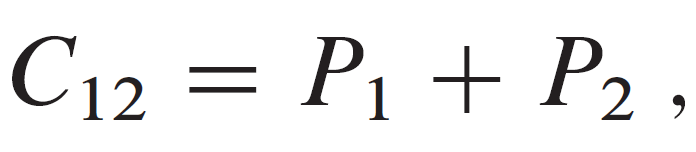 C₁₂ = P₁ + P₂ ,